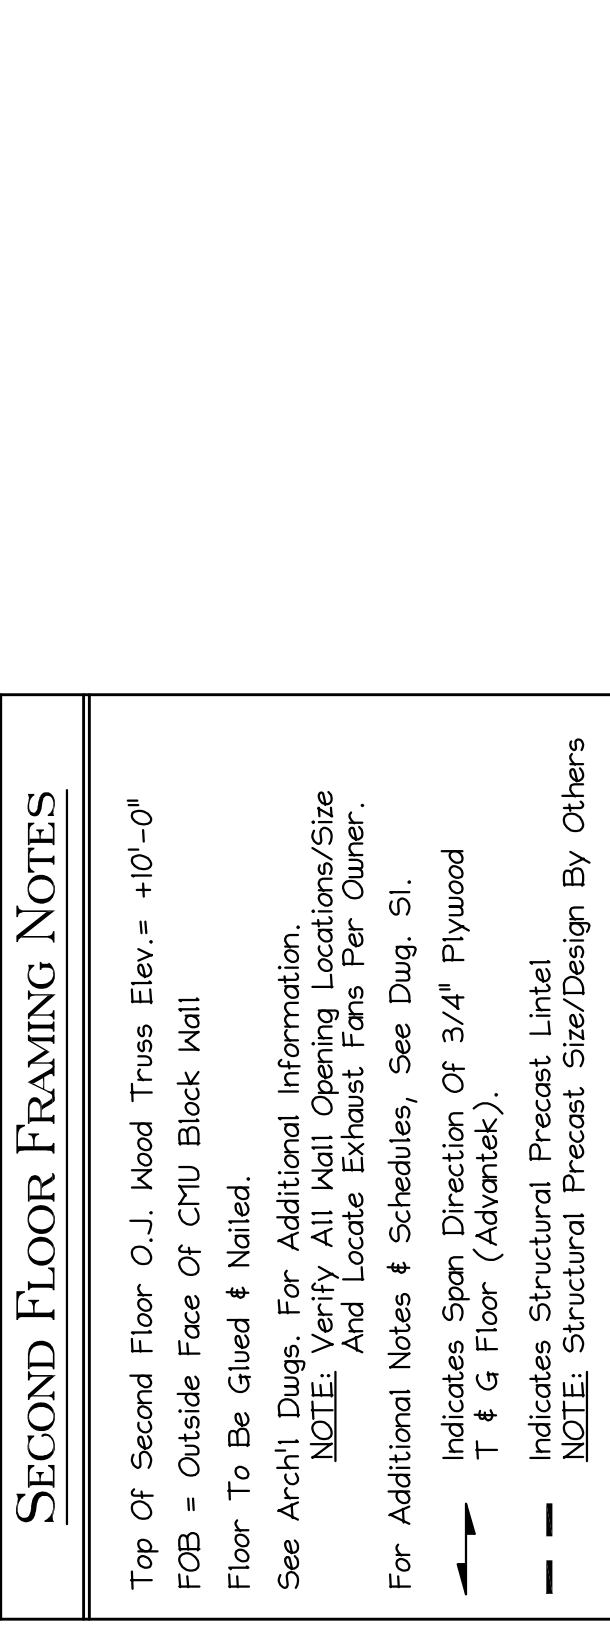 SECOND FLOOR FRAMING NOTES
Top Of Second Floor O.J. Wood Truss Elev.= +10'-0"
FOB = Outside Face Of CMU Block Wall
Floor To Be Glued & Nailed.
See Arch'l Dwgs. For Additional Information.
NOTE: Verify All Wall Opening Locations/Size
And Locate Exhaust Fans Per Owner.
For Additional Notes & Schedules, See Dwg. S1.
Indicates Span Direction Of 3/4" Plywood
T & G Floor (Advantek).
Indicates Structural Precast Lintel
NOTE: Structural Precast Size/Design By Others